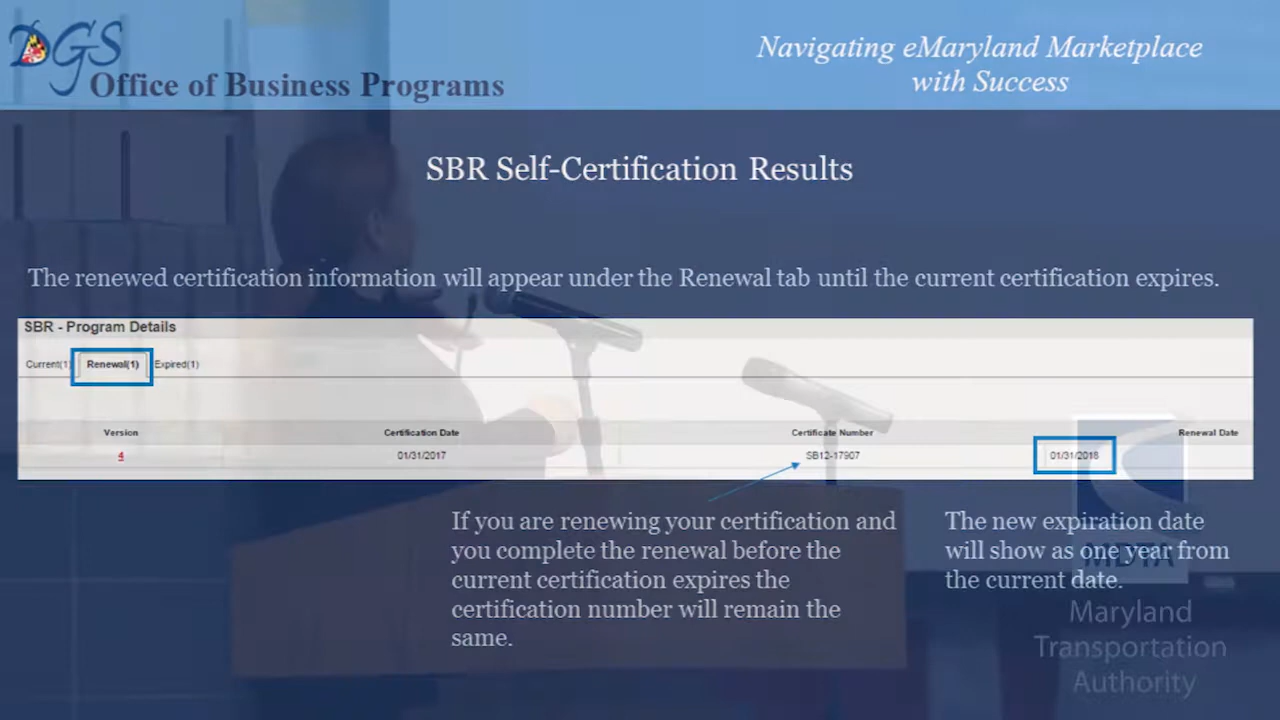 DGS
Office of Business Programs
Navigating eMaryland Marketplace
with Success
SBR Self-Certification Results
The renewed certification information will appear under the Renewal tab until the current certification expires.
SBR - Program Details
Current(1) Renewal(1) Expired(1)
Version Certification Date Certificate Number Renewal Date
4 01/31/2017 SB12-17907 01/31/2018
If you are renewing your certification and
you complete the renewal before the
current certification expires the
certification number will remain the
same.
The new expiration date
will show as one year from
the current date.
MDTA
Maryland
Transportation
Authority